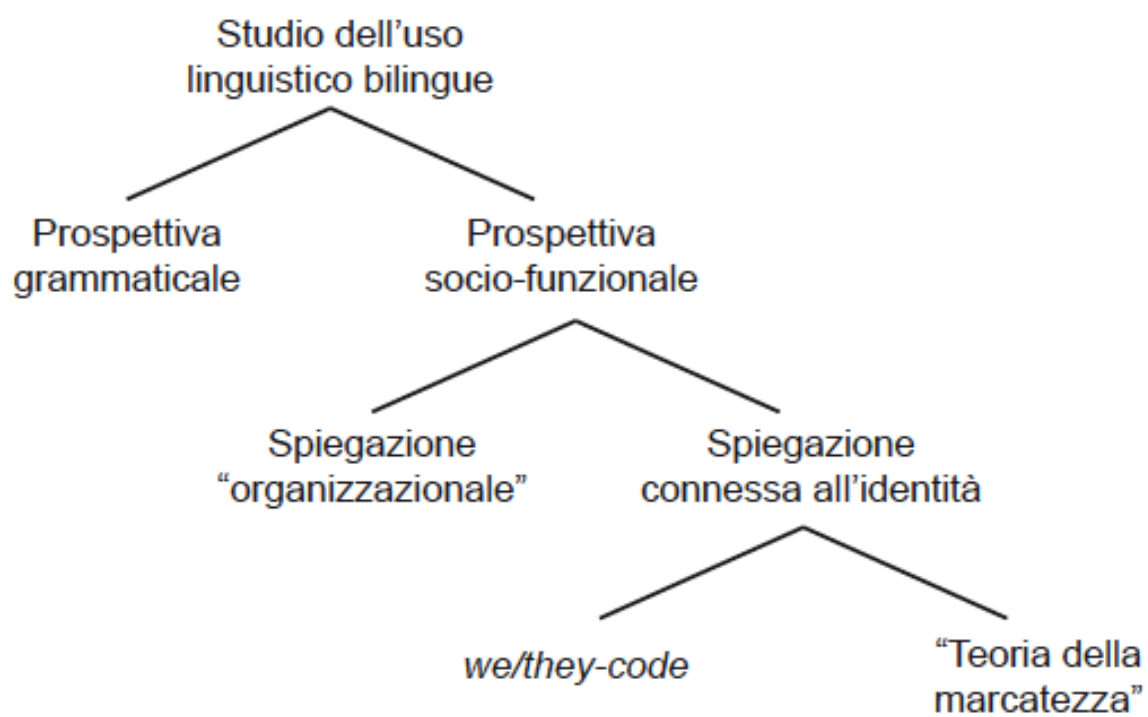 Studio dell’uso
linguistico bilingue
Prospettiva
grammaticale
Prospettiva
socio-funzionale
Spiegazione
“organizzazionale”
Spiegazione
connessa all’identità
we/they-code
“Teoria della
marcatezza”